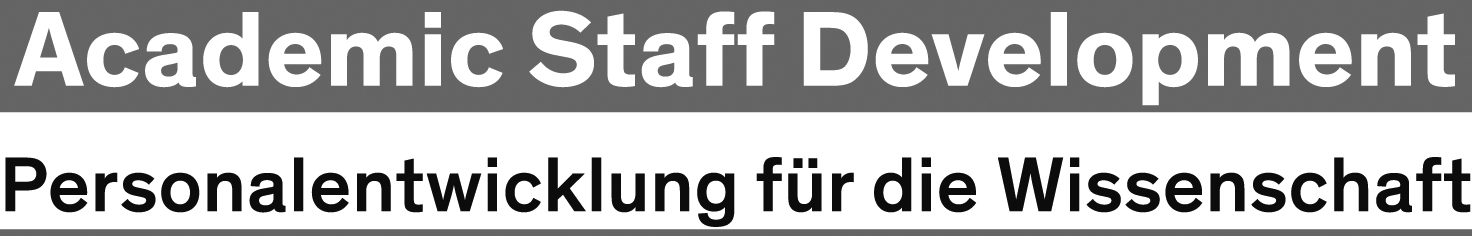 Academic Staff Development
Personalentwicklung für die Wissenschaft